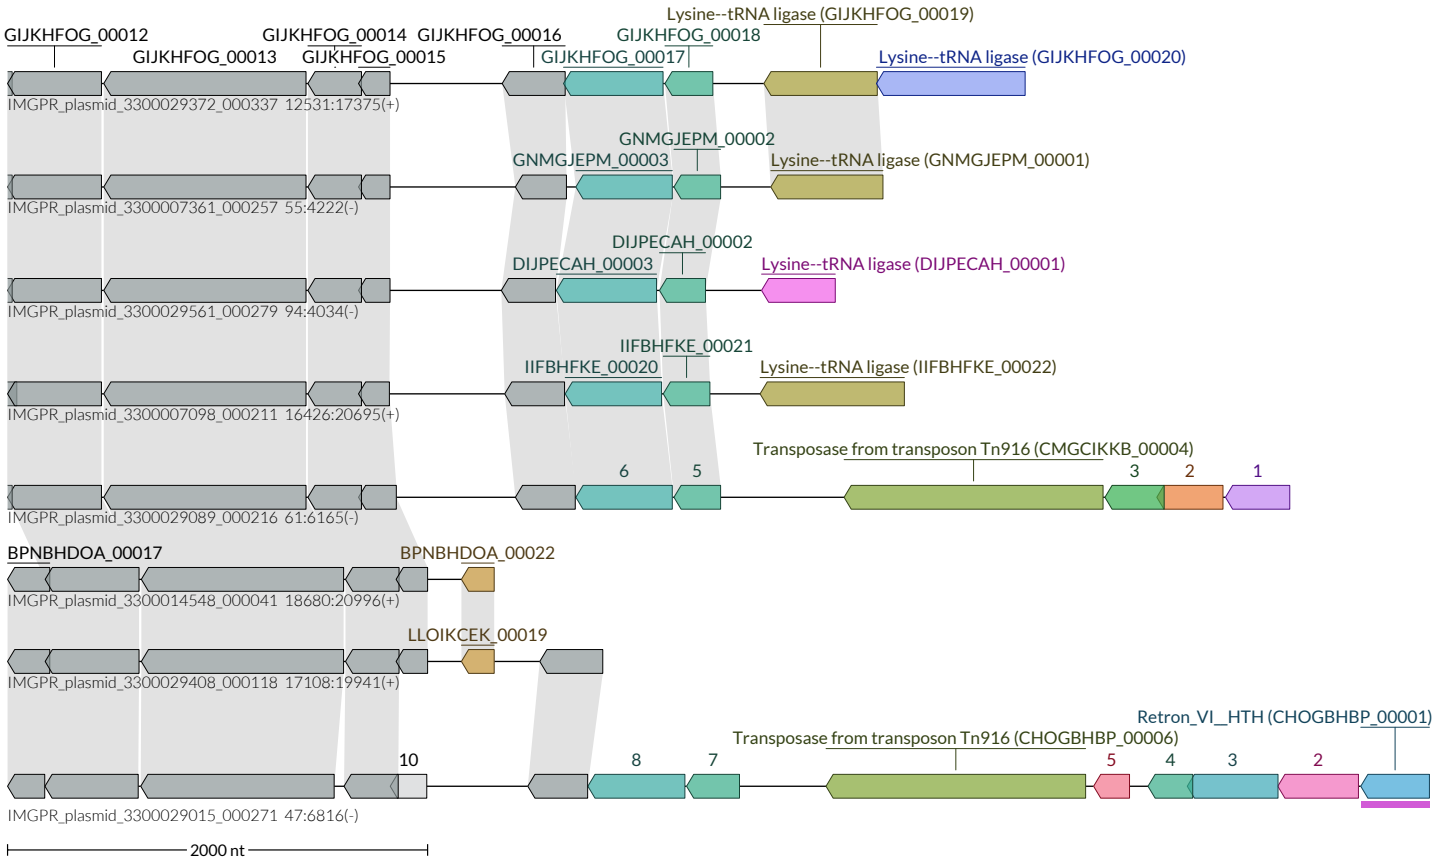 Lysine--tRNA ligase (GIJKHFOG_00019)
GIJKHFOG_00012 GIJKHFOG_00014 GIJKHFOG_00016 GIJKHFOG_00018
GIJKHFOG_00013 GIJKHFOG_00015 GIJKHFOG_00017 Lysine--tRNA ligase (GIJKHFOG_00020)
IMGPR_plasmid_3300029372_000337 12531:17375(+)
GNMGJEPM_00002
GNMGJEPM_00003 Lysine--tRNA ligase (GNMGJEPM_00001)
IMGPR_plasmid_3300007361_000257 55:4222(-)
DIJPECAH_00002
DIJPECAH_00003 Lysine--tRNA ligase (DIJPECAH_00001)
IMGPR_plasmid_3300029561_000279 94:4034(-)
IIFBHFKE_00021
IIFBHFKE_00020 Lysine--tRNA ligase (IIFBHFKE_00022)
IMGPR_plasmid_3300007098_000211 16426:20695(+)
Transposase from transposon Tn916 (CMGCIKKB_00004)
6 5 3 2 1
IMGPR_plasmid_3300029089_000216 61:6165(-)
BPNBHDOA_00017 BPNBHDOA_00022
IMGPR_plasmid_3300014548_000041 18680:20996(+)
LLOIKCEK_00019
IMGPR_plasmid_3300029408_000118 17108:19941(+)
Retron_VI__HTH (CHOGBHBP_00001)
Transposase from transposon Tn916 (CHOGBHBP_00006)
10 8 7 5 4 3 2
IMGPR_plasmid_3300029015_000271 47:6816(-)
2000 nt